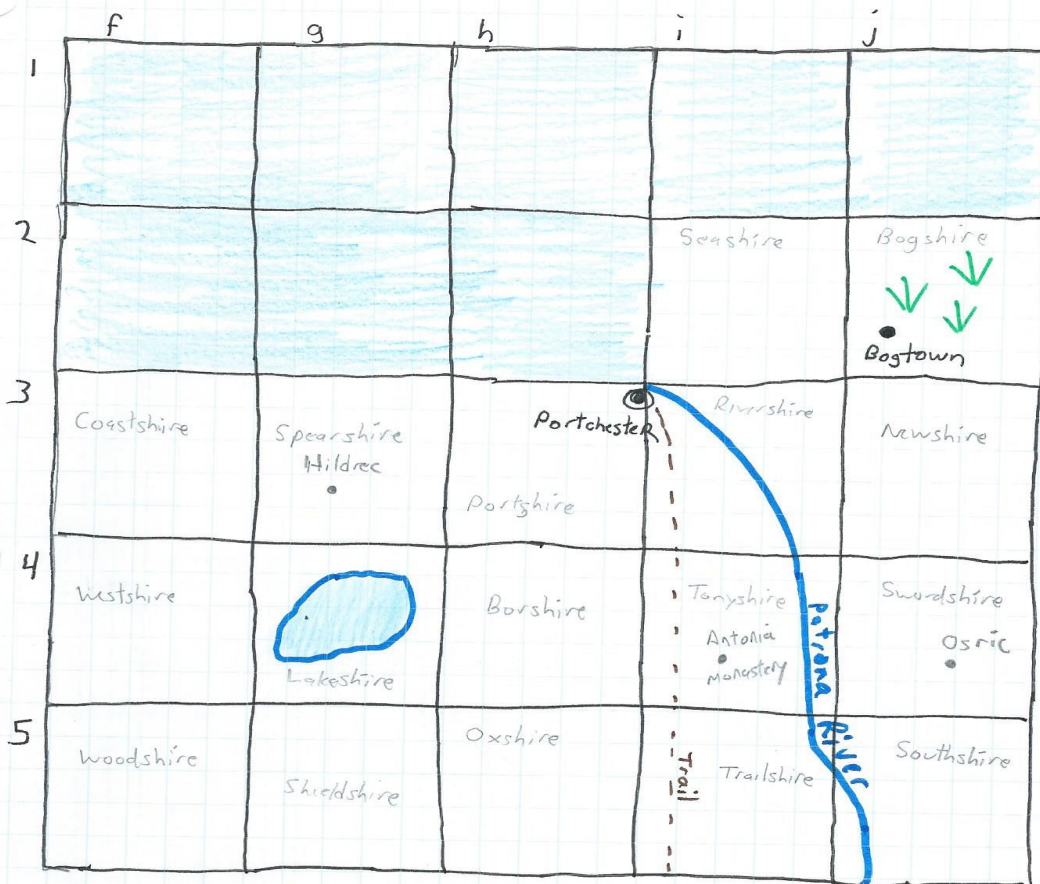 f g h i j
1
2
Seashire Bogshire
Bogtown
3
Coastshire
Spearshire
Hildrec
Portchester
Portshire
Rivershire
Newshire
4
Westshire
Lakeshire
Borshire
Tonyshire
Antonia
Monastery
Patrona
River
Swordshire
Osric
5
Woodshire
Shieldshire
Oxshire
Trail
Trailshire
Southshire